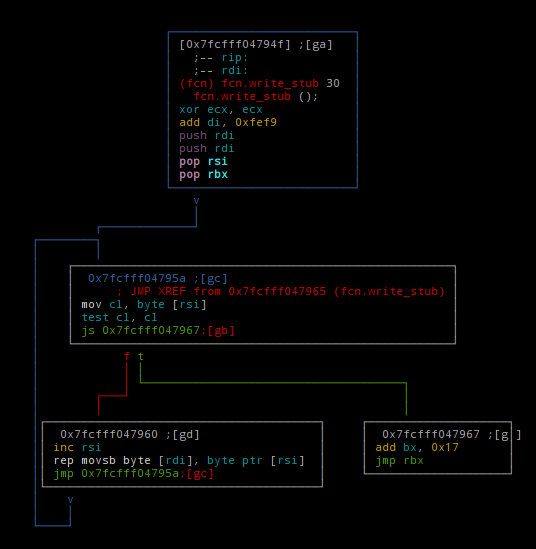 [0x7fcfff04794f] ;[ga]
;-- rip:
;-- rdi:
(fcn) fcn.write_stub 30
fcn.write_stub ();
xor ecx, ecx
add di, 0xfef9
push rdi
push rdi
pop rsi
pop rbx
v
0x7fcfff04795a ;[gc]
; JMP XREF from 0x7fcfff047965 (fcn.write_stub)
mov cl, byte [rsi]
test cl, cl
js 0x7fcfff047967;[gb]
f t
0x7fcfff047960 ;[gd]
inc rsi
rep movsb byte [rdi], byte ptr [rsi]
jmp 0x7fcfff04795a;[gc]
v
0x7fcfff047967 ;[g ]
add bx, 0x17
jmp rbx